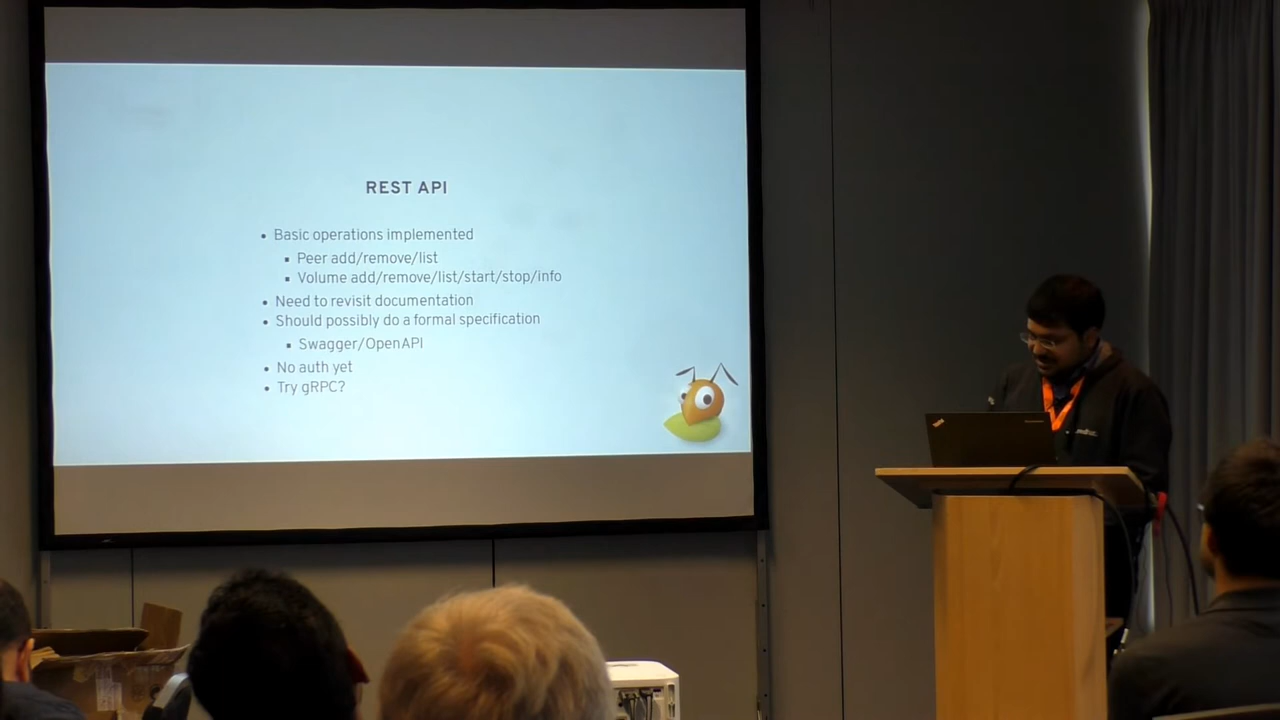 REST API
• Basic operations implemented
▪ Peer add/remove/list
▪ Volume add/remove/list/start/stop/info
• Need to revisit documentation
• Should possibly do a formal specification
▪ Swagger/OpenAPI
• No auth yet
• Try gRPC?